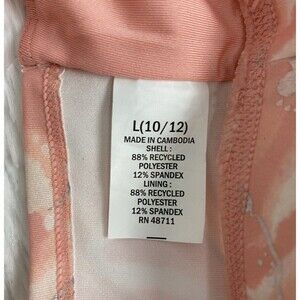 L(10/12)
MADE IN CAMBODIA
SHELL :
88% RECYCLED
POLYESTER
12% SPANDEX
LINING :
88% RECYCLED
POLYESTER
12% SPANDEX
RN 48711